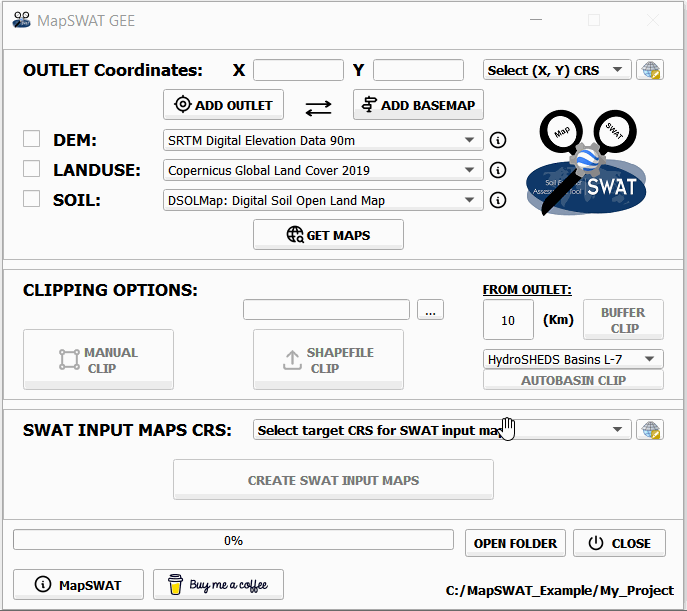 MapSWAT GEE
OUTLET Coordinates: X Y Select (X, Y) CRS
ADD OUTLET ADD BASEMAP
DEM: SRTM Digital Elevation Data 90m
LANDUSE: Copernicus Global Land Cover 2019
SOIL: DSOLMap: Digital Soil Open Land Map
Map SWAT
Soil
Tool SWAT
GET MAPS
CLIPPING OPTIONS:
...
MANUAL
CLIP
SHAPEFILE
CLIP
FROM OUTLET:
10 (Km)
BUFFER
CLIP
HydroSHEDS Basins L-7
AUTOBASIN CLIP
SWAT INPUT MAPS CRS: Select target CRS for SWAT input
CREATE SWAT INPUT MAPS
0% OPEN FOLDER CLOSE
MapSWAT Buy me a coffee
C:/MapSWAT_Example/My_Project